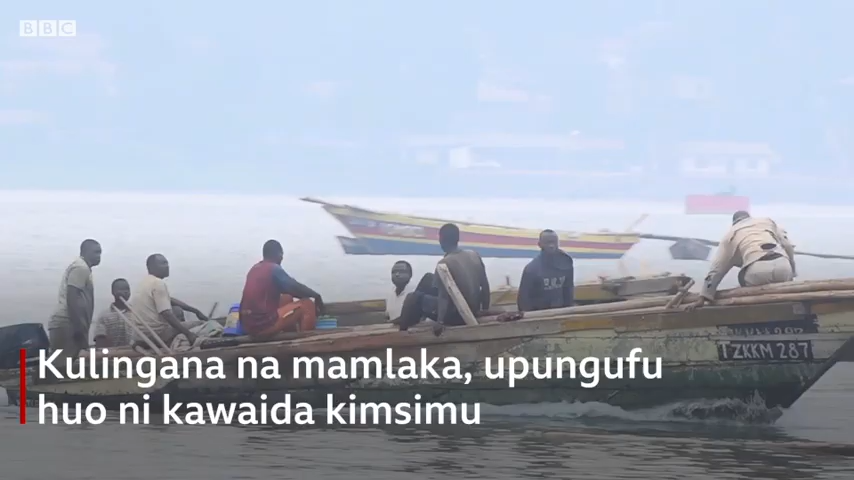 BBC
TZKKM 287
Kulingana na mamlaka, upungufu
huo ni kawaida kimsimu